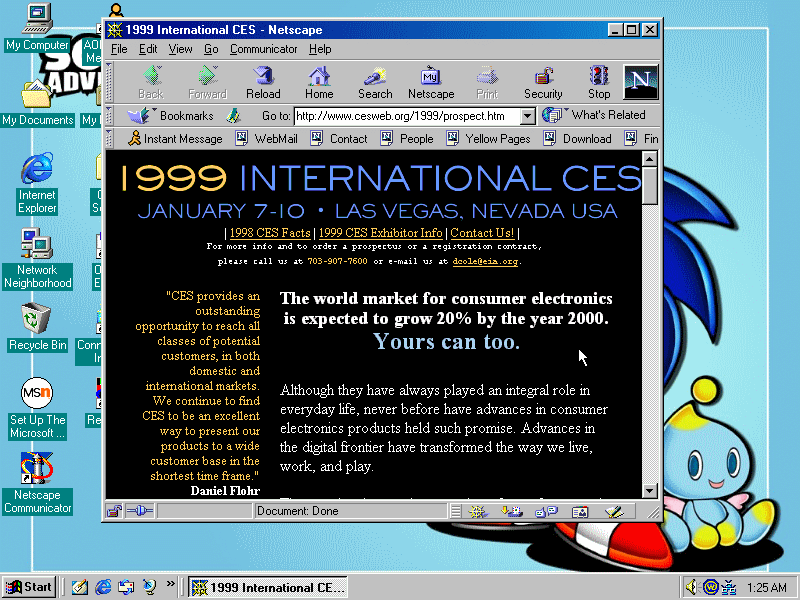 1999 International CES - Netscape
File Edit View Go Communicator Help
Back Forward Reload Home Search Netscape Print Security Stop
My
N
Bookmarks Go to: http://www.cesweb.org/1999/prospect.htm What's Related
Instant Message WebMail Contact People Yellow Pages Download Fin
1999 INTERNATIONAL CES
JANUARY 7-10 • LAS VEGAS, NEVADA USA
| 1998 CES Facts | 1999 CES Exhibitor Info | Contact Us! |
For more info and to order a prospectus or a registration contract,
please call us at 703-907-7600 or e-mail us at dcole@eia.org.
"CES provides an
outstanding
opportunity to reach all
classes of potential
customers, in both
domestic and
international markets.
We continue to find
CES to be an excellent
way to present our
products to a wide
customer base in the
shortest time frame."
Daniel Flohr
The world market for consumer electronics
is expected to grow 20% by the year 2000.
Yours can too.
Although they have always played an integral role in
everyday life, never before have advances in consumer
electronics products held such promise. Advances in
the digital frontier have transformed the way we live,
work, and play.
Document: Done
My Computer
AOL
Me
My Documents
My
Internet
Explorer
Network
Neighborhood
Recycle Bin
Conn
In
msn
Set Up The
Microsoft ...
Re
Netscape
Communicator
SO
ADV
Start
»
1999 International CE...
1:25 AM